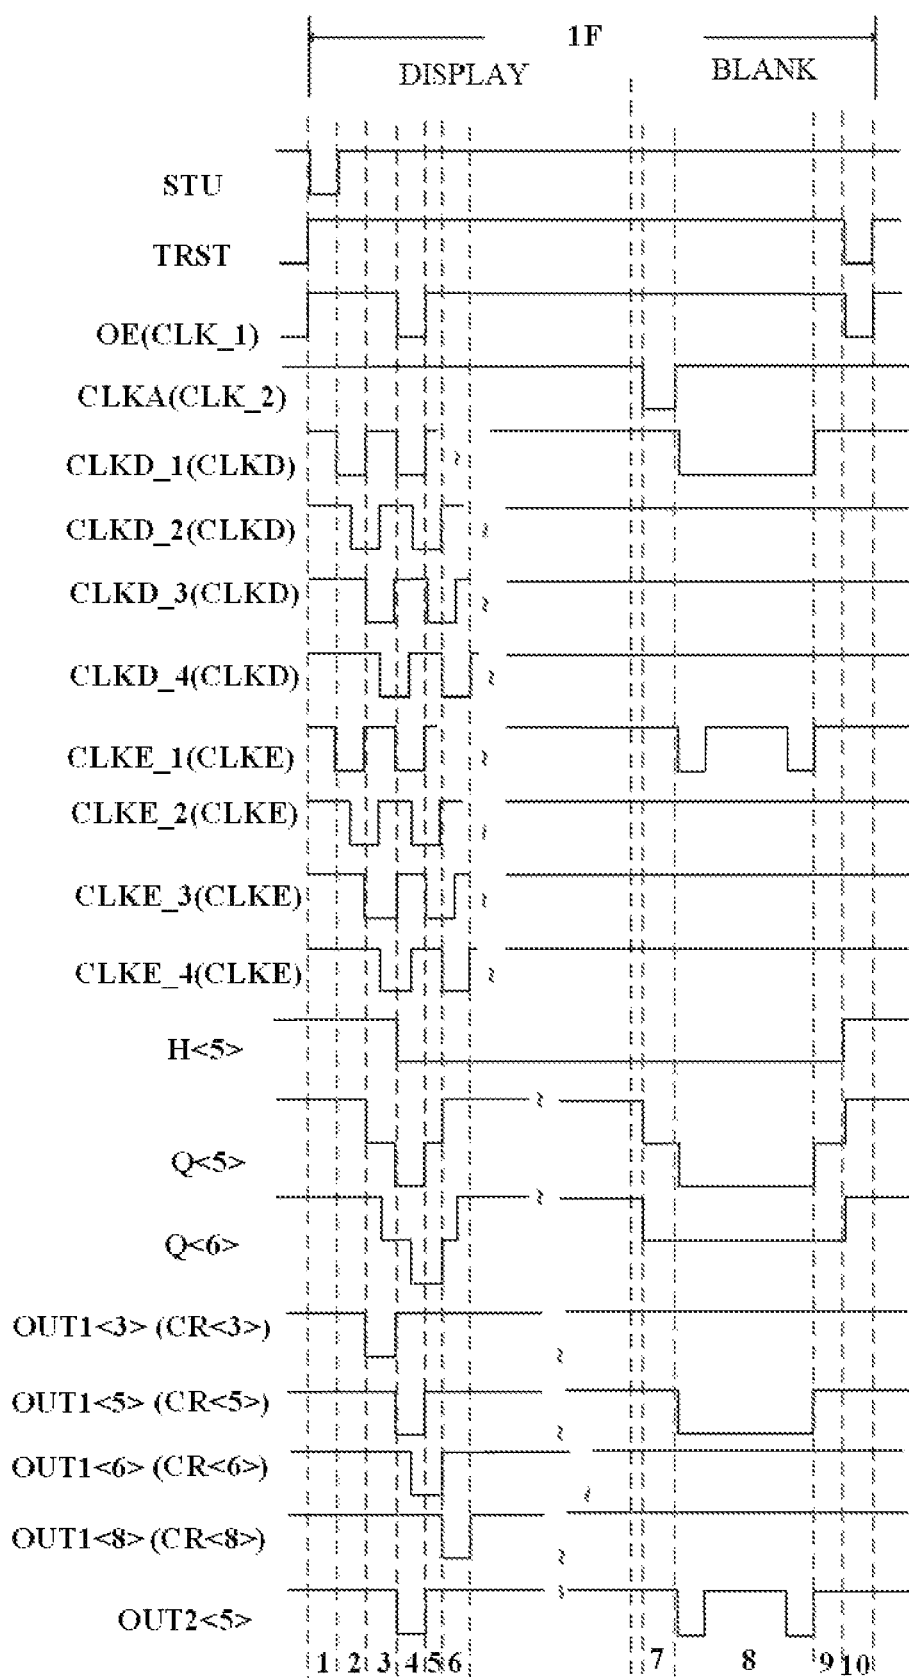 1F
DISPLAY BLANK
STU
TRST
OE(CLK_1)
CLKA(CLK_2)
CLKD_1(CLKD)
CLKD_2(CLKD)
CLKD_3(CLKD)
CLKD_4(CLKD)
CLKE_1(CLKE)
CLKE_2(CLKE)
CLKE_3(CLKE)
CLKE_4(CLKE)
H<5>
Q<5>
Q<6>
OUT1<3> (CR<3>)
OUT1<5> (CR<5>)
OUT1<6> (CR<6>)
OUT1<8> (CR<8>)
OUT2<5>
1 2 3 4 5 6 7 8 9 10